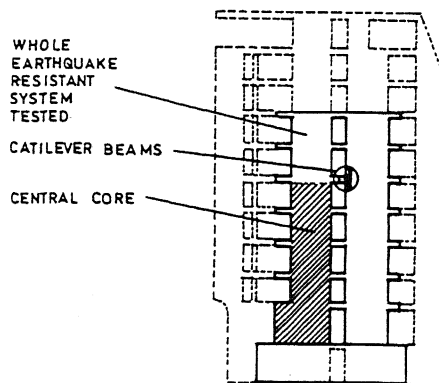 WHOLE
EARTHQUAKE
RESISTANT
SYSTEM
TESTED
CATILEVER BEAMS
CENTRAL CORE